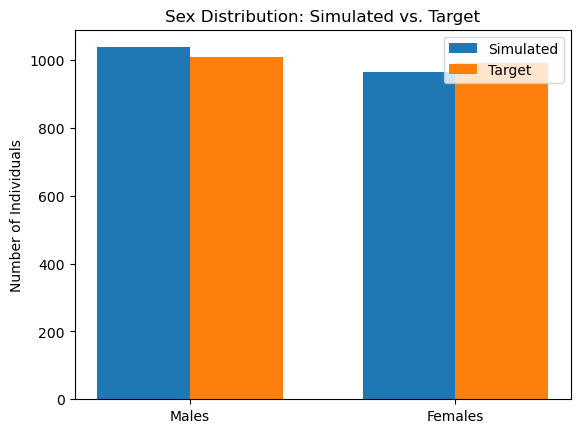 Sex Distribution: Simulated vs. Target
Simulated
Target
Number of Individuals
1000
800
600
400
200
0
Males
Females